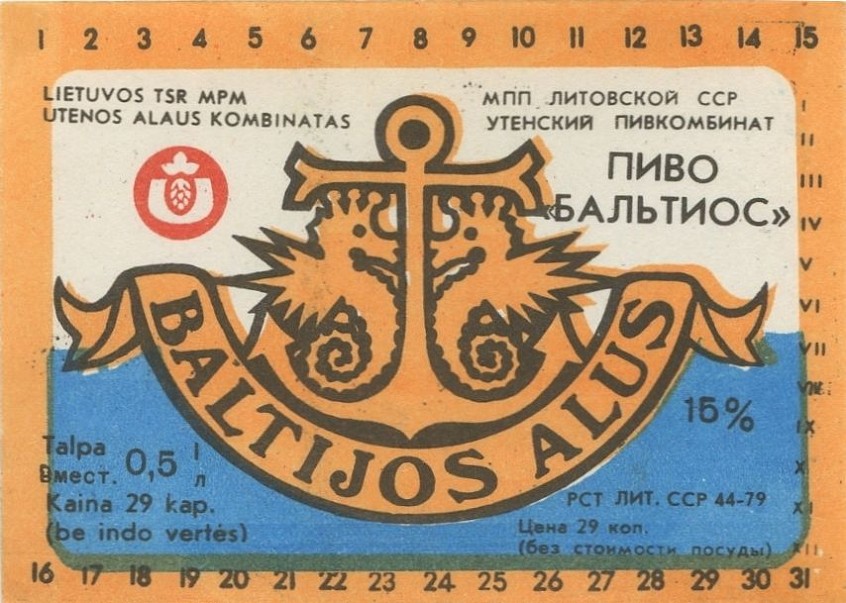 1 2 3 4 5 6 7 8 9 10 11 12 13 14 15
LIETUVOS TSR MPM
UTENOS ALAUS KOMBINATAS
МПП ЛИТОВСКОЙ ССР
УТЕНСКИЙ ПИВКОМБИНАТ
ПИВО
«БАЛЬТИОС»
I
II
III
IV
V
VI
VII
VIII
IX
X
XI
XII
BALTIJOS ALUS
15%
Talpa
Вмест. 0,5 l л
Kaina 29 kap.
(be indo vertės)
РСТ ЛИТ. ССР 44-79
Цена 29 коп.
(без стоимости посуды)
16 17 18 19 20 21 22 23 24 25 26 27 28 29 30 31